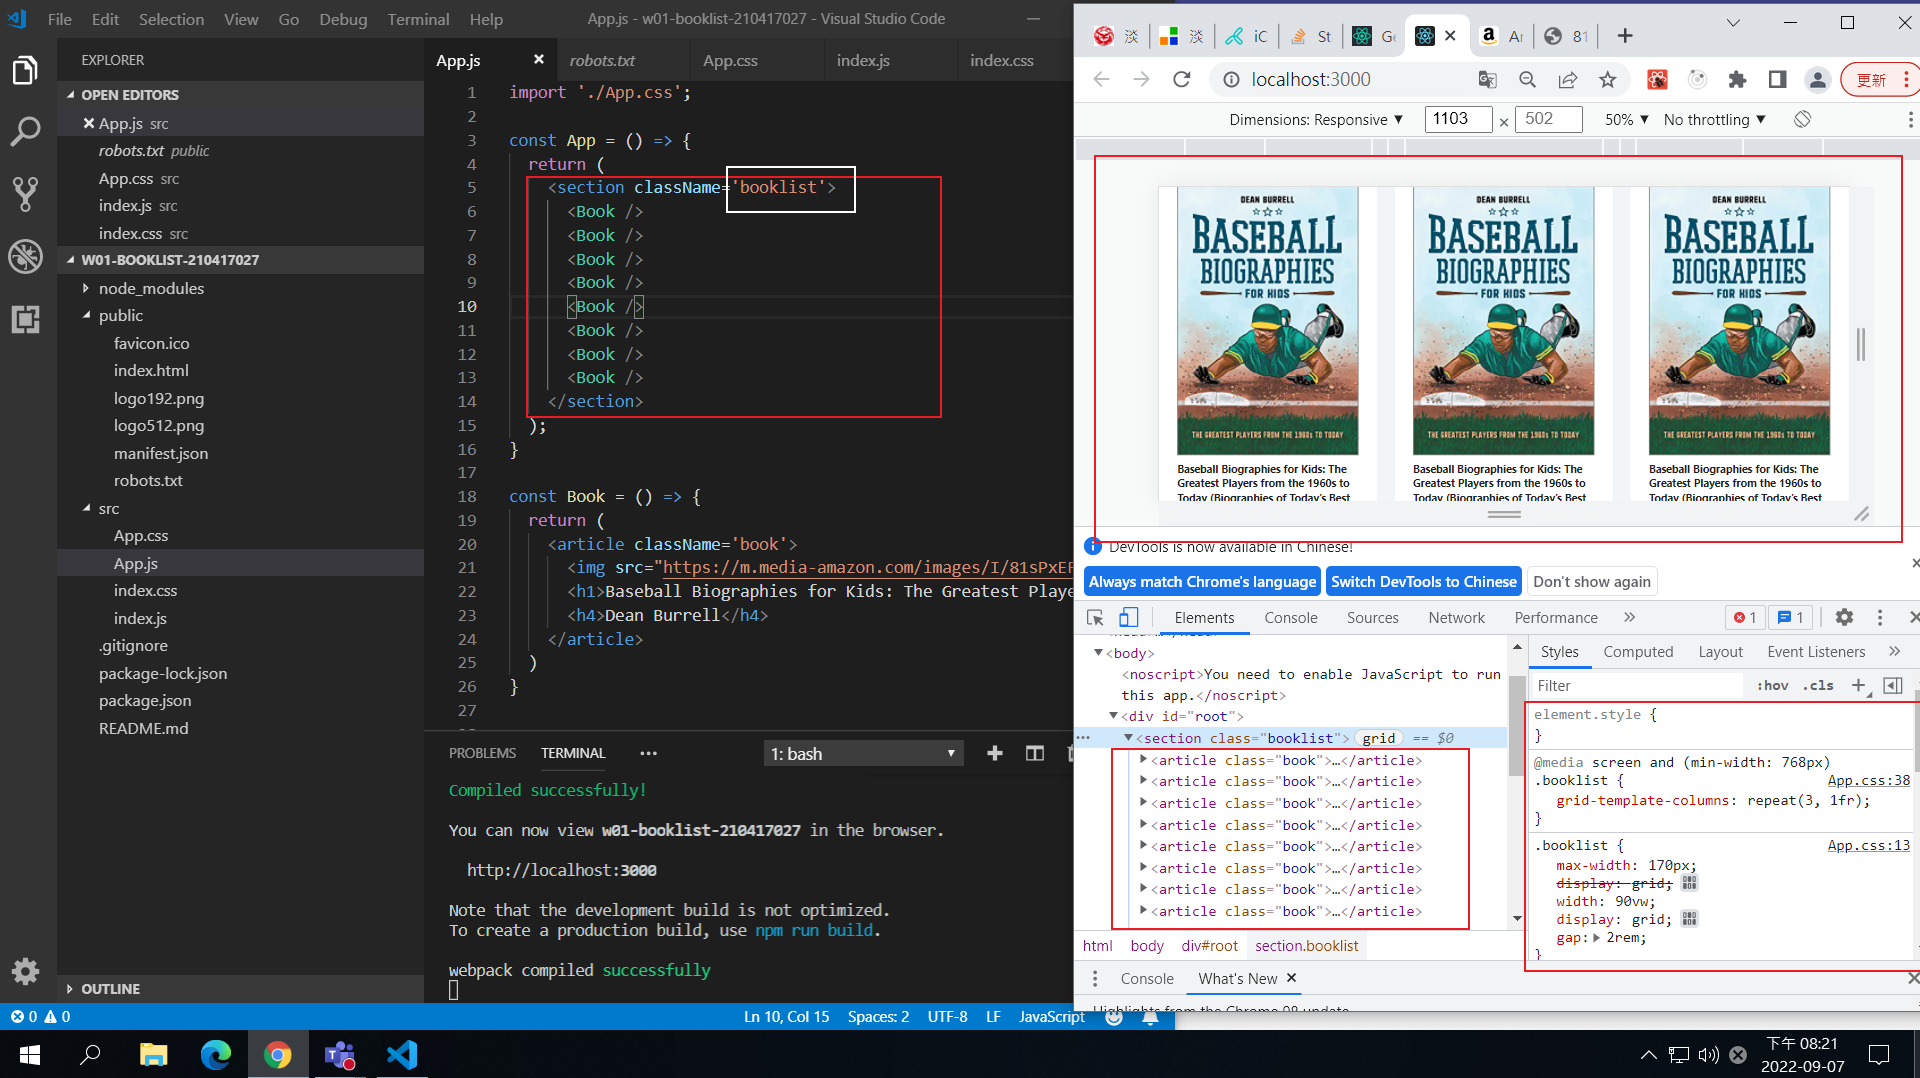 File Edit Selection View Go Debug Terminal Help
App.js - w01-booklist-210417027 - Visual Studio Code
EXPLORER
OPEN EDITORS
App.js src
robots.txt public
App.css src
index.js src
index.css src
W01-BOOKLIST-210417027
node_modules
public
favicon.ico
index.html
logo192.png
logo512.png
manifest.json
robots.txt
src
App.css
App.js
index.css
index.js
.gitignore
package-lock.json
package.json
README.md
OUTLINE
App.js robots.txt App.css index.js index.css
1 import './App.css';
2
3 const App = () => {
4 return (
5 <section className='booklist'>
6 <Book />
7 <Book />
8 <Book />
9 <Book />
10 <Book />
11 <Book />
12 <Book />
13 <Book />
14 </section>
15 );
16 }
17
18 const Book = () => {
19 return (
20 <article className='book'>
21 <img src="https://m.media-amazon.com/images/I/81sPxEF
22 <h1>Baseball Biographies for Kids: The Greatest Playe
23 <h4>Dean Burrell</h4>
24 </article>
25 )
26 }
27
PROBLEMS TERMINAL 1: bash
Compiled successfully!
You can now view w01-booklist-210417027 in the browser.
http://localhost:3000
Note that the development build is not optimized.
To create a production build, use npm run build.
webpack compiled successfully
0 0
Ln 10, Col 15 Spaces: 2 UTF-8 LF JavaScript
淡 淡 iC St Ge Ar 81
localhost:3000
更新
Dimensions: Responsive 1103 × 502 50% No throttling
DEAN BURRELL DEAN BURRELL DEAN BURRELL
BASEBALL BASEBALL BASEBALL
BIOGRAPHIES BIOGRAPHIES BIOGRAPHIES
FOR KIDS FOR KIDS FOR KIDS
THE GREATEST PLAYERS FROM THE 1960s TO TODAY THE GREATEST PLAYERS FROM THE 1960s TO TODAY THE GREATEST PLAYERS FROM THE 1960s TO TODAY
Baseball Biographies for Kids: The Baseball Biographies for Kids: The Baseball Biographies for Kids: The
Greatest Players from the 1960s to Greatest Players from the 1960s to Greatest Players from the 1960s to
Today (Biographies of Today's Best Today (Biographies of Today's Best Today (Biographies of Today's Best
DevTools is now available in Chinese!
Always match Chrome's language Switch DevTools to Chinese Don't show again
Elements Console Sources Network Performance 1 1
<body>
<noscript>You need to enable JavaScript to run
this app.</noscript>
<div id="root">
<section class="booklist"> grid == $0
<article class="book">…</article>
<article class="book">…</article>
<article class="book">…</article>
<article class="book">…</article>
<article class="book">…</article>
<article class="book">…</article>
<article class="book">…</article>
<article class="book">…</article>
html body div#root section.booklist
Styles Computed Layout Event Listeners
Filter :hov .cls
element.style {
}
@media screen and (min-width: 768px)
.booklist { App.css:38
grid-template-columns: repeat(3, 1fr);
}
.booklist { App.css:13
max-width: 170px;
display: grid;
width: 90vw;
display: grid;
gap: 2rem;
}
Console What's New
Highlights from the Chrome 98 update
下午 08:21
2022-09-07